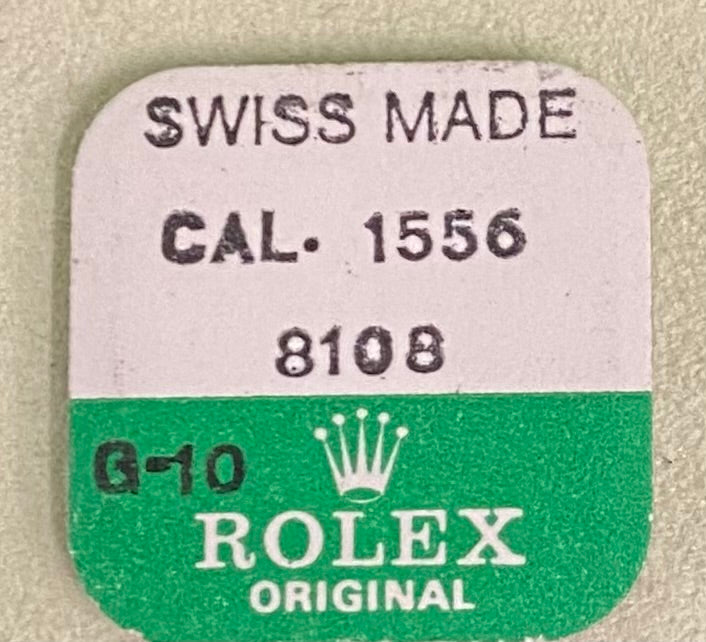 SWISS MADE
CAL. 1556
8108
G-10
ROLEX
ORIGINAL